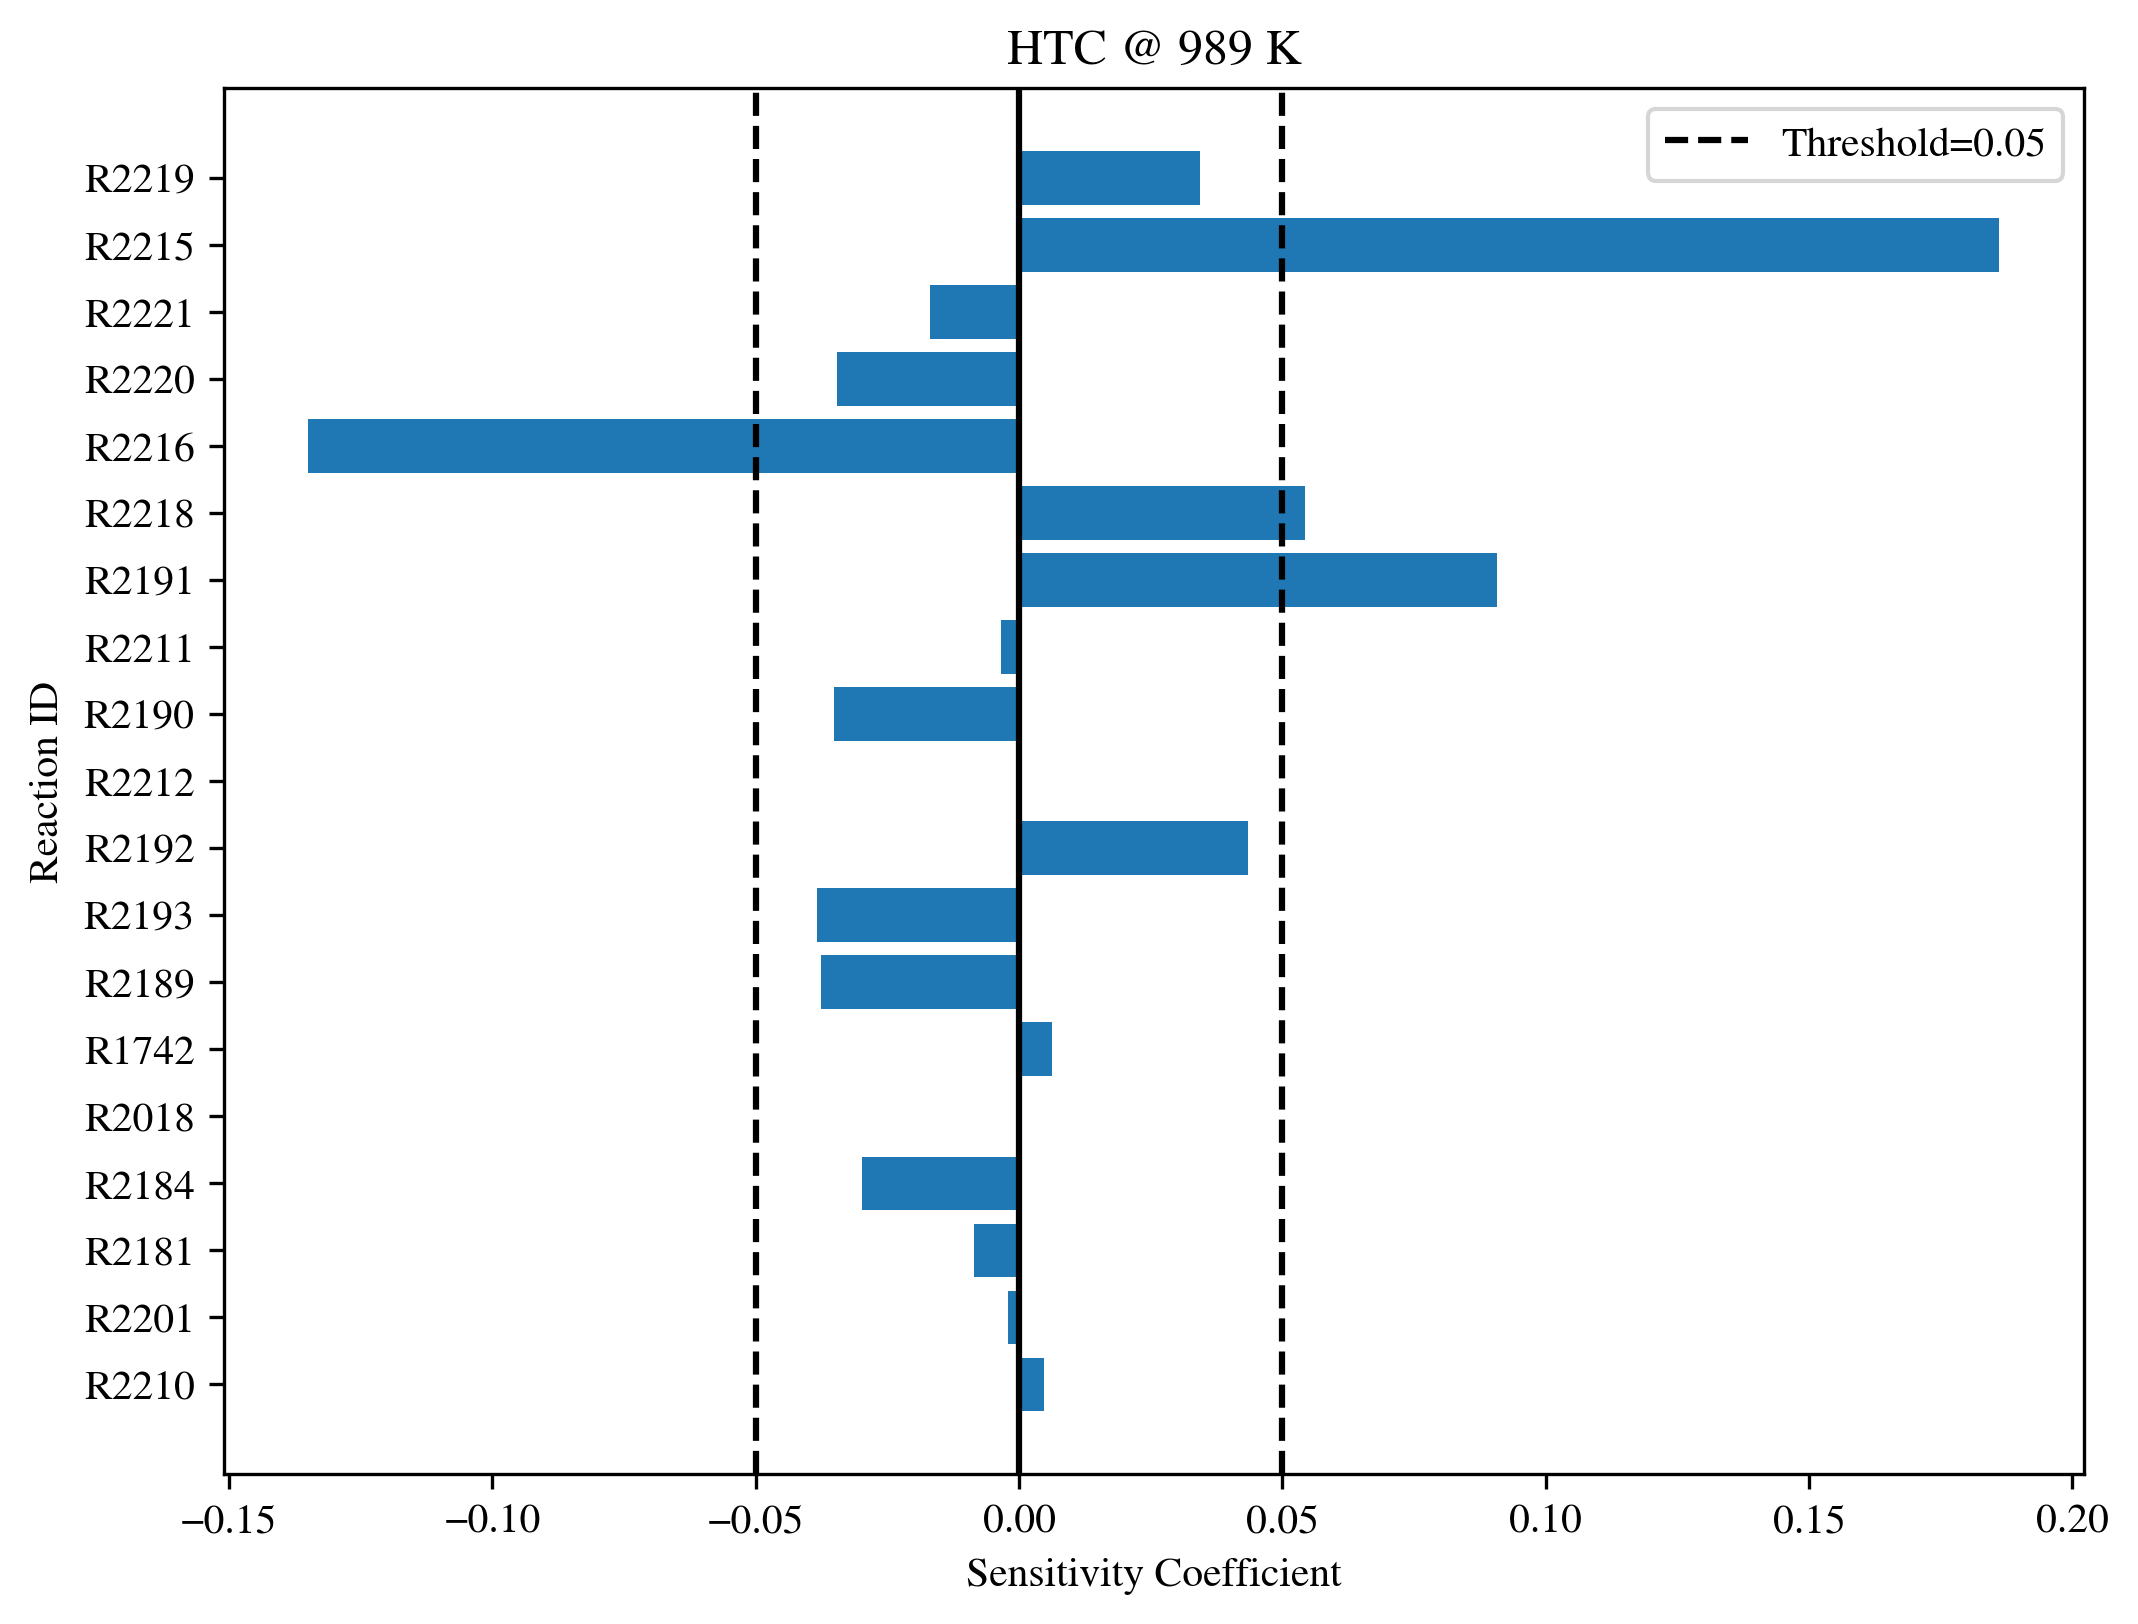 HTC @ 989 K
Threshold=0.05
R2219
R2215
R2221
R2220
R2216
R2218
R2191
R2211
R2190
R2212
R2192
R2193
R2189
R1742
R2018
R2184
R2181
R2201
R2210
Reaction ID
−0.15 −0.10 −0.05 0.00 0.05 0.10 0.15 0.20
Sensitivity Coefficient